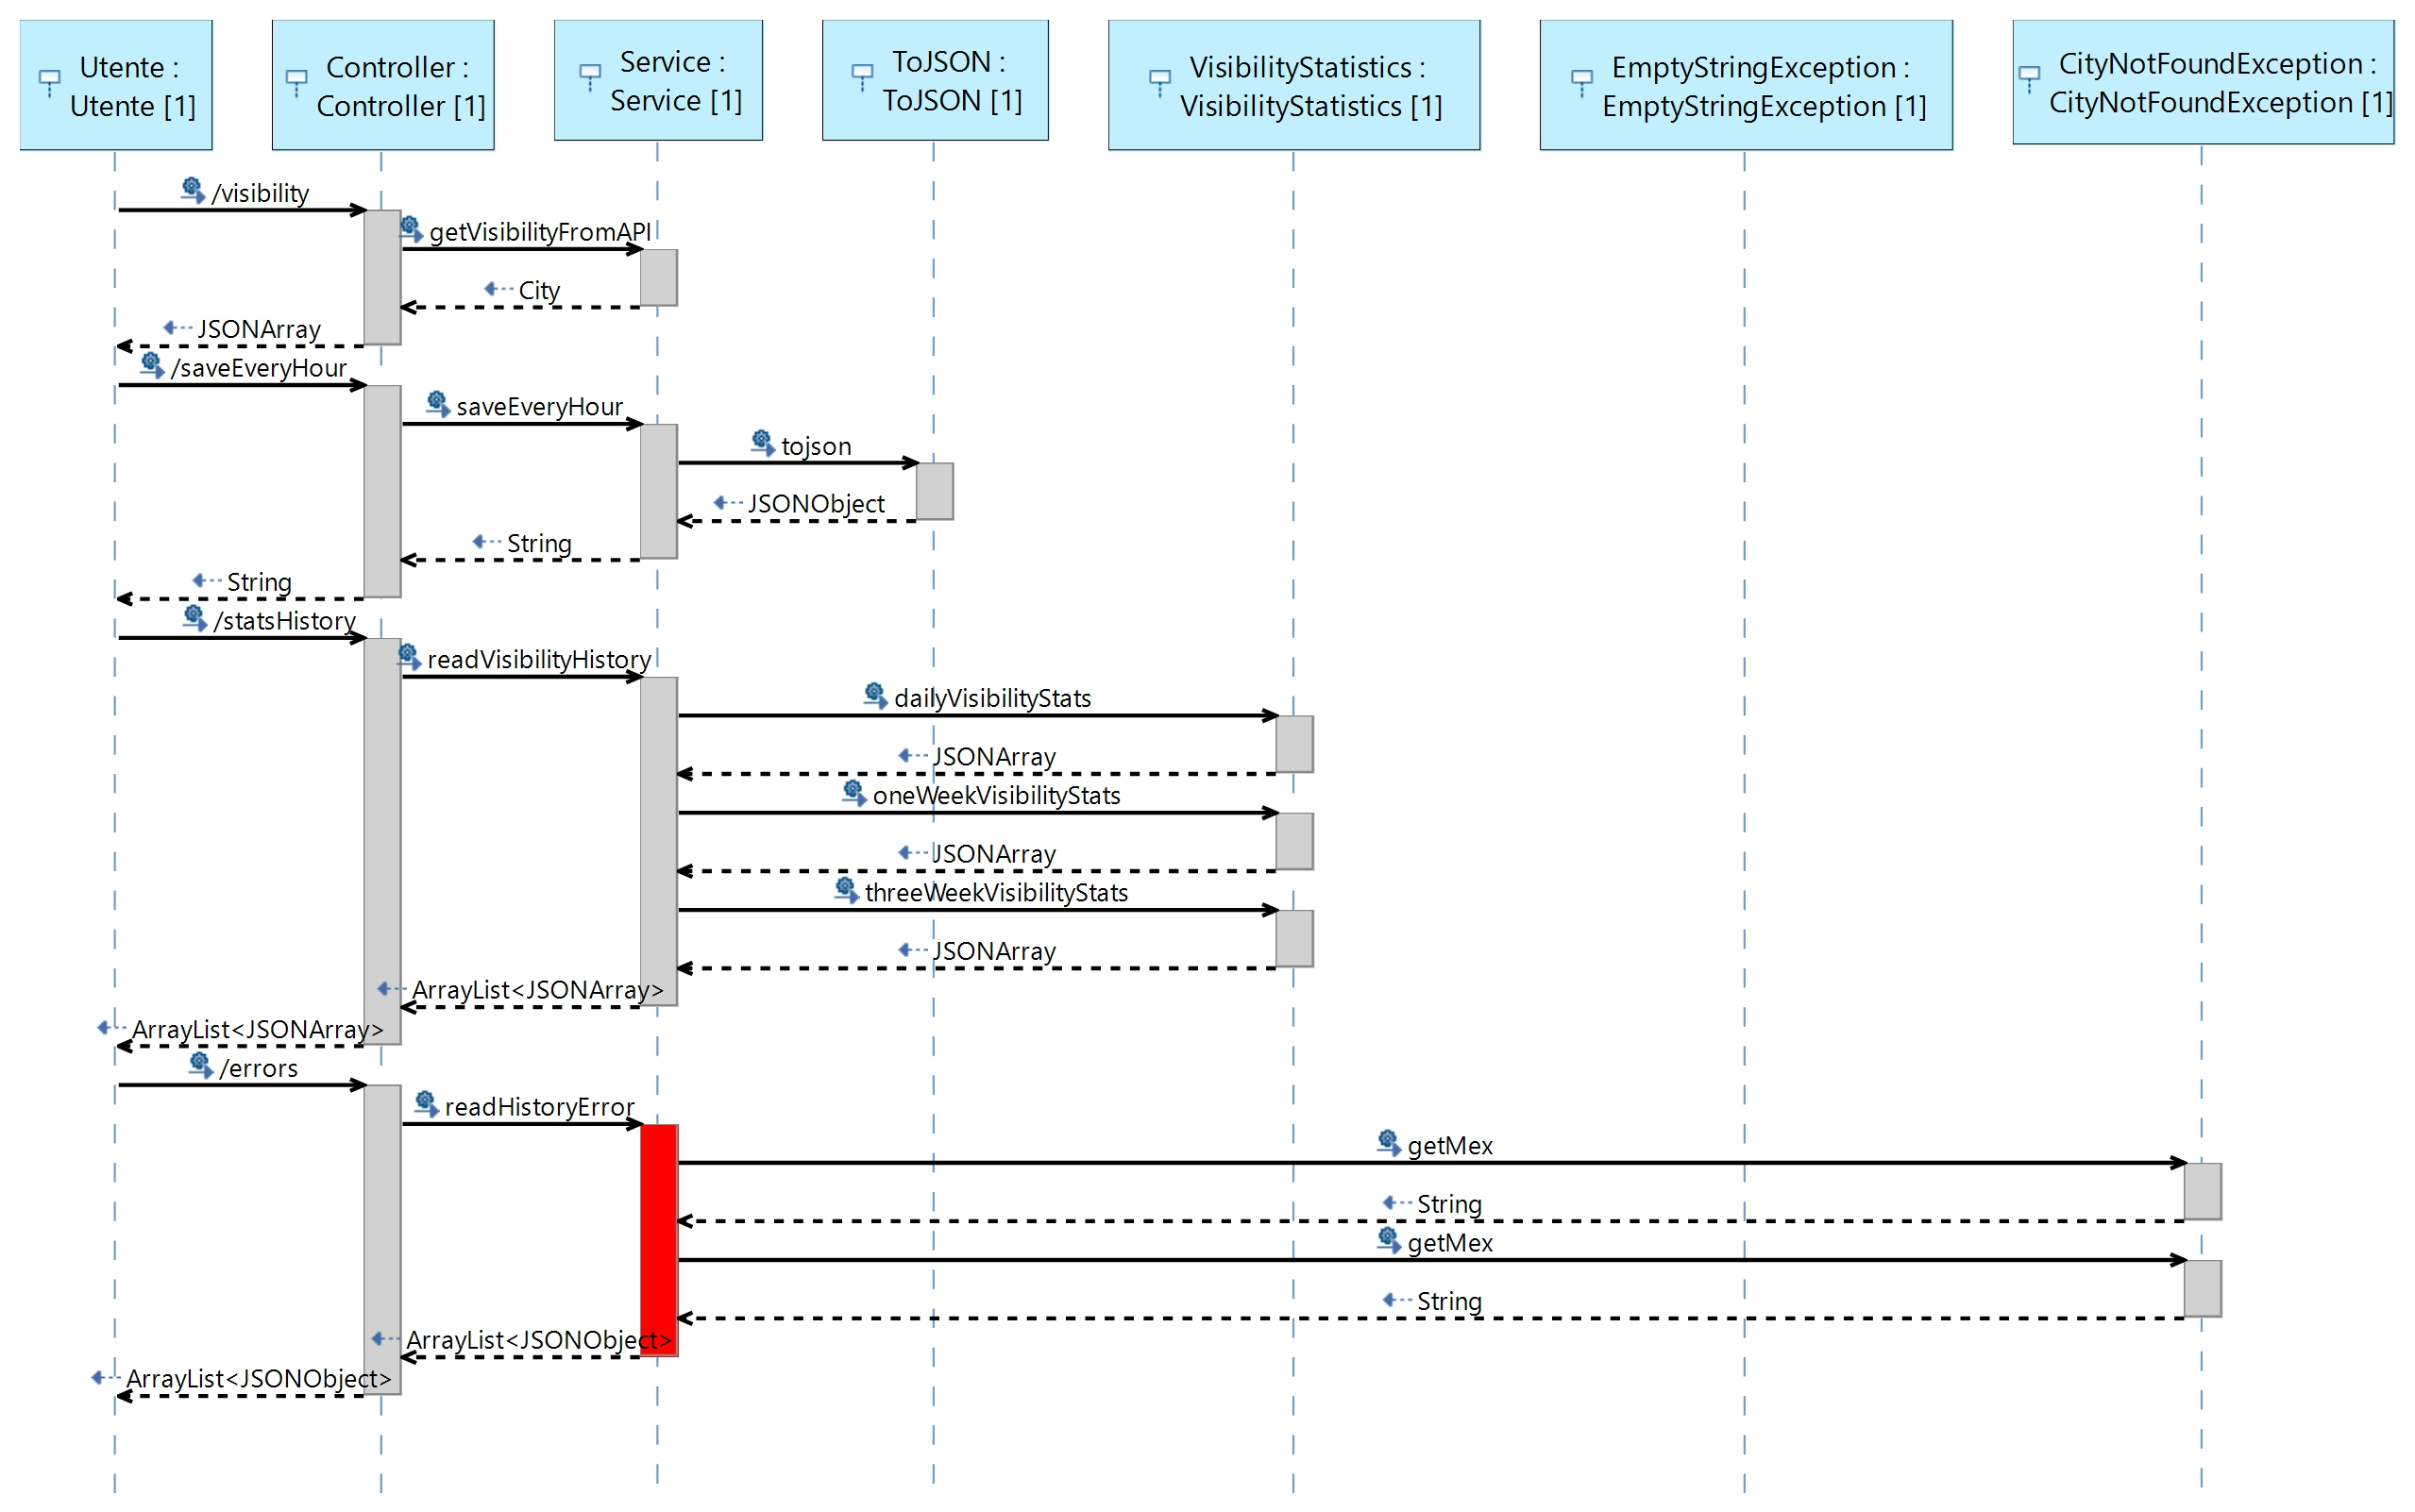 Utente :
Utente [1]
Controller :
Controller [1]
Service :
Service [1]
ToJSON :
ToJSON [1]
VisibilityStatistics :
VisibilityStatistics [1]
EmptyStringException :
EmptyStringException [1]
CityNotFoundException :
CityNotFoundException [1]
/visibility
getVisibilityFromAPI
City
JSONArray
/saveEveryHour
saveEveryHour
tojson
JSONObject
String
String
/statsHistory
readVisibilityHistory
dailyVisibilityStats
JSONArray
oneWeekVisibilityStats
JSONArray
threeWeekVisibilityStats
JSONArray
ArrayList<JSONArray>
ArrayList<JSONArray>
/errors
readHistoryError
getMex
String
getMex
String
ArrayList<JSONObject>
ArrayList<JSONObject>